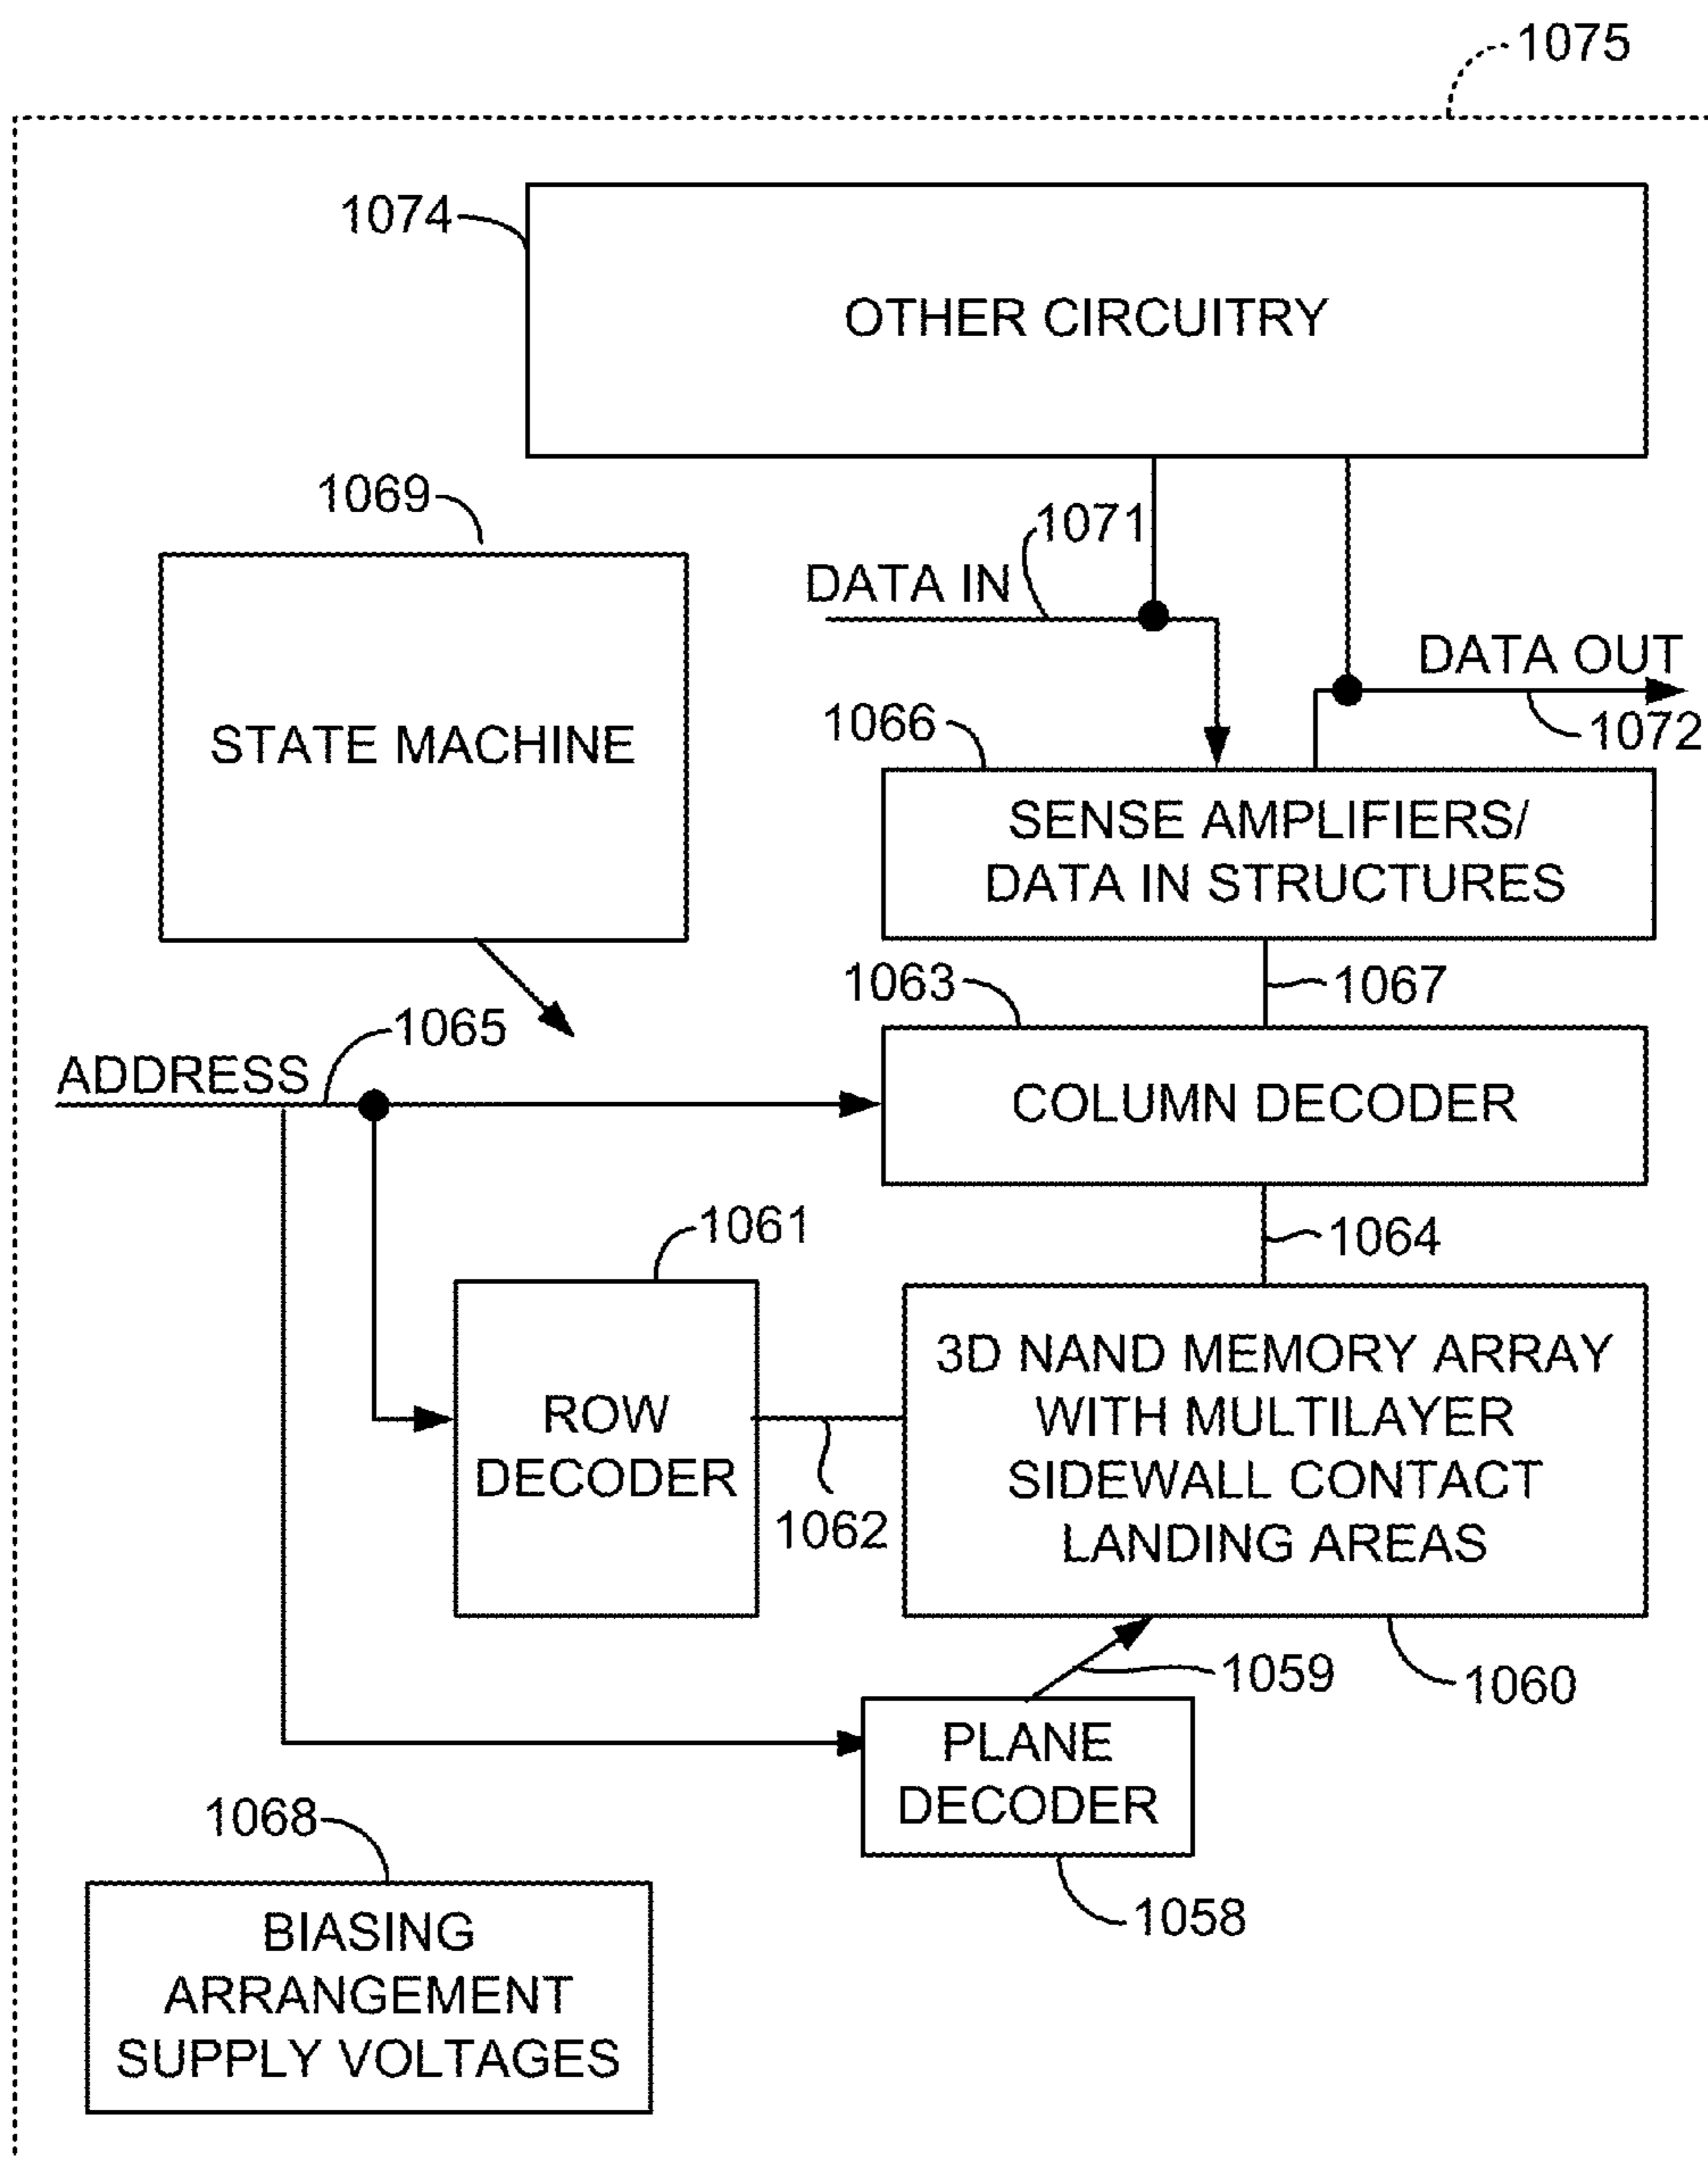 1075
1074
OTHER CIRCUITRY
1069
1071
DATA IN
DATA OUT
1072
STATE MACHINE
1066
SENSE AMPLIFIERS/
DATA IN STRUCTURES
1063
1067
1065
ADDRESS
COLUMN DECODER
1061
1064
ROW
DECODER
1062
3D NAND MEMORY ARRAY
WITH MULTILAYER
SIDEWALL CONTACT
LANDING AREAS
1059
1060
PLANE
DECODER
1058
1068
BIASING
ARRANGEMENT
SUPPLY VOLTAGES